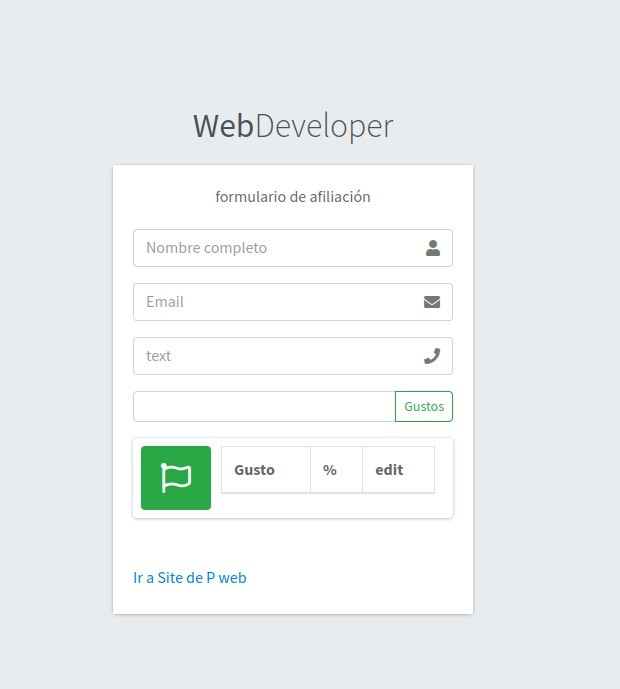 WebDeveloper
formulario de afiliación
Nombre completo
Email
text
Gustos
Gusto % edit
Ir a Site de P web